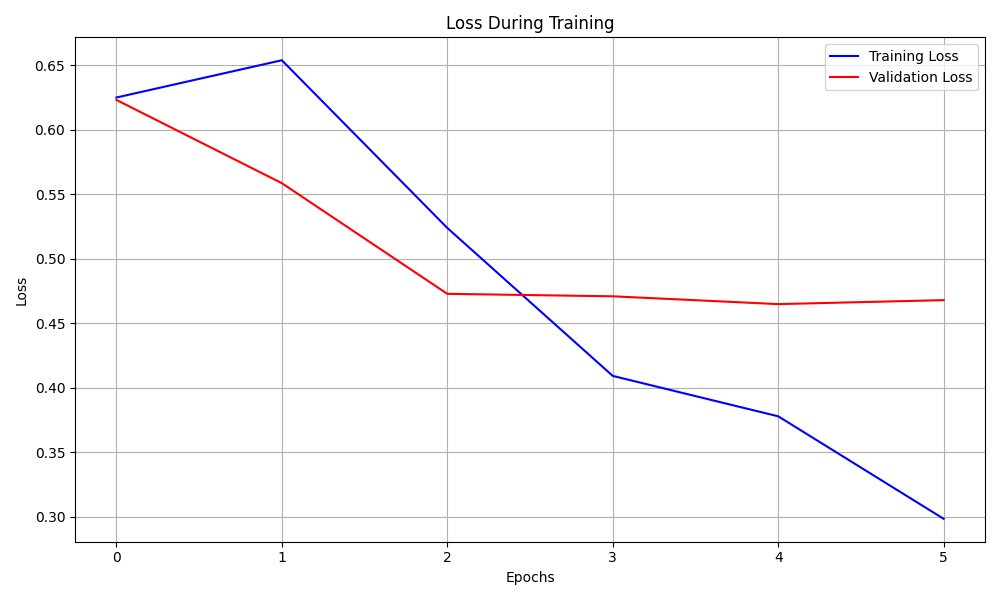 Loss During Training
Training Loss
Validation Loss
Loss
0.65
0.60
0.55
0.50
0.45
0.40
0.35
0.30
0 1 2 3 4 5
Epochs